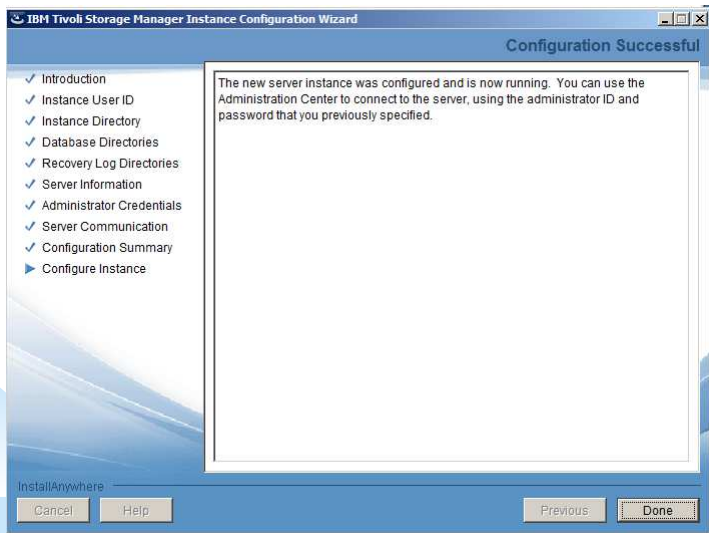 IBM Tivoli Storage Manager Instance Configuration Wizard
Configuration Successful
Introduction
Instance User ID
Instance Directory
Database Directories
Recovery Log Directories
Server Information
Administrator Credentials
Server Communication
Configuration Summary
Configure Instance
The new server instance was configured and is now running. You can use the
Administration Center to connect to the server, using the administrator ID and
password that you previously specified.
InstallAnywhere
Cancel
Help
Previous
Done